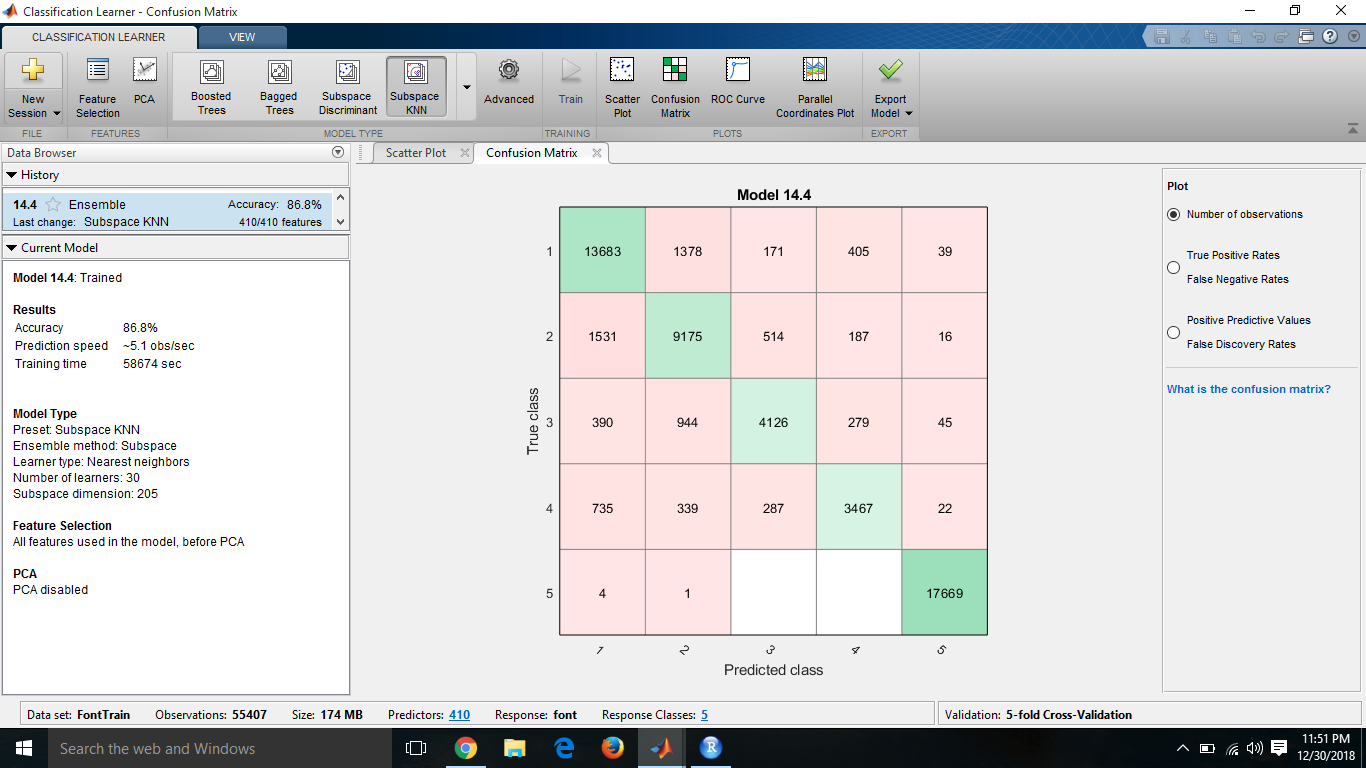 Classification Learner - Confusion Matrix
CLASSIFICATION LEARNER
VIEW
New Session
Feature Selection
PCA
Boosted Trees
Bagged Trees
Subspace Discriminant
Subspace KNN
Advanced
Train
Scatter Plot
Confusion Matrix
ROC Curve
Parallel Coordinates Plot
Export Model
FILE
FEATURES
MODEL TYPE
TRAINING
PLOTS
EXPORT
Data Browser
History
14.4 Ensemble Accuracy: 86.8%
Last change: Subspace KNN 410/410 features
Current Model
Model 14.4: Trained
Results
Accuracy 86.8%
Prediction speed ~5.1 obs/sec
Training time 58674 sec
Model Type
Preset: Subspace KNN
Ensemble method: Subspace
Learner type: Nearest neighbors
Number of learners: 30
Subspace dimension: 205
Feature Selection
All features used in the model, before PCA
PCA
PCA disabled
Scatter Plot
Confusion Matrix
Model 14.4
True class
1 13683 1378 171 405 39
2 1531 9175 514 187 16
3 390 944 4126 279 45
4 735 339 287 3467 22
5 4 1 17669
1 2 3 4 5
Predicted class
Plot
Number of observations
True Positive Rates
False Negative Rates
Positive Predictive Values
False Discovery Rates
What is the confusion matrix?
Data set: FontTrain Observations: 55407 Size: 174 MB Predictors: 410 Response: font Response Classes: 5
Validation: 5-fold Cross-Validation
Search the web and Windows
R
11:51 PM
12/30/2018